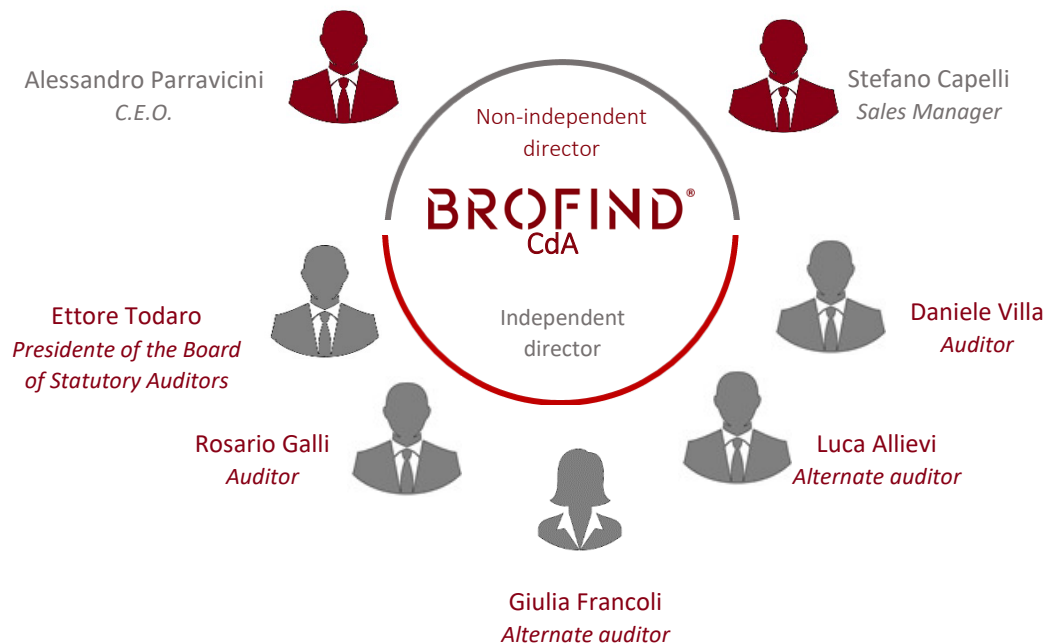 Alessandro Parravicini
C.E.O.
Stefano Capelli
Sales Manager
Non-independent
director
BROFIND®
CdA
Independent
director
Ettore Todaro
Presidente of the Board
of Statutory Auditors
Daniele Villa
Auditor
Rosario Galli
Auditor
Luca Allievi
Alternate auditor
Giulia Francoli
Alternate auditor